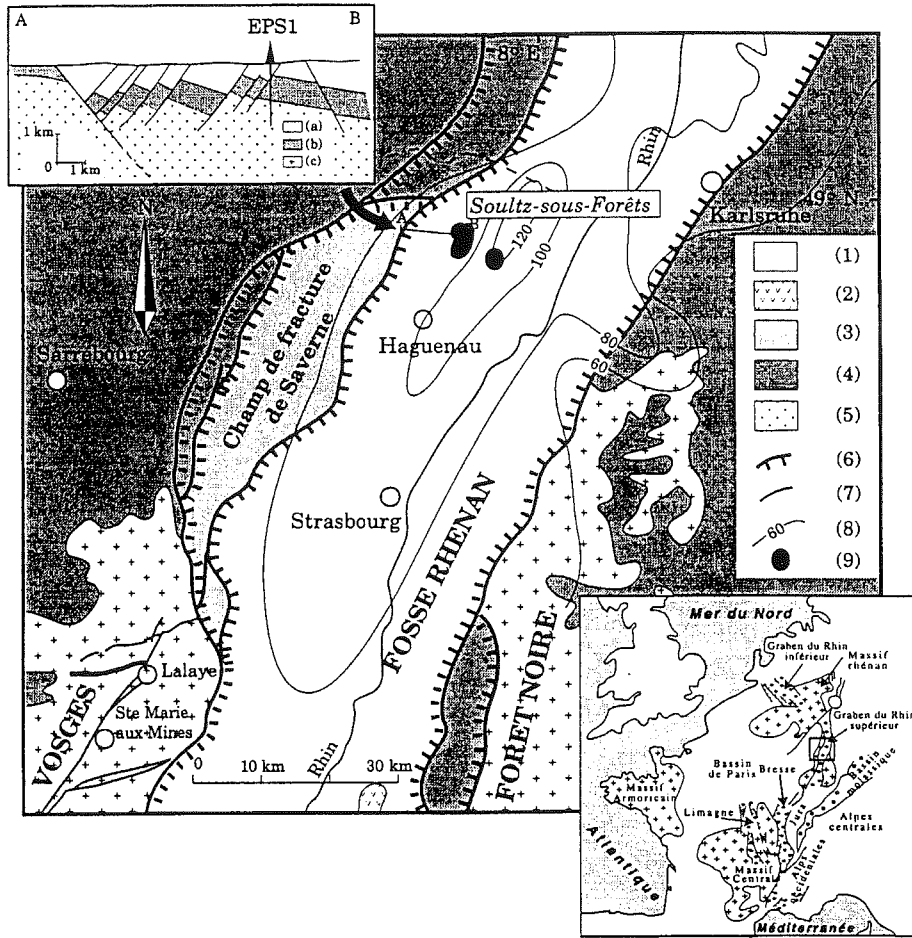 A
B
EPS1
1 km
0
1 km
(a)
(b)
(c)
8° E
Rhin
49° N
Karlsruhe
N
A
B
Soultz-sous-Forêts
120
100
Haguenau
Champ de fracture
de Saverne
Sarrebourg
80
60
Strasbourg
FOSSE RHENAN
FORET NOIRE
VOSGES
Lalaye
Ste Marie
aux-Mines
0
10 km
30 km
Rhin
(1)
(2)
(3)
(4)
(5)
(6)
(7)
60
(8)
(9)
Mer du Nord
Graben du Rhin
inférieur
Massif
rhénan
Graben du Rhin
supérieur
Bassin
de Paris
Bresse
Bassin
molassique
Massif
Armoricain
Limagne
Jura
Alpes
centrales
Massif
Central
Alpes
occidentales
Atlantique
Méditerranée